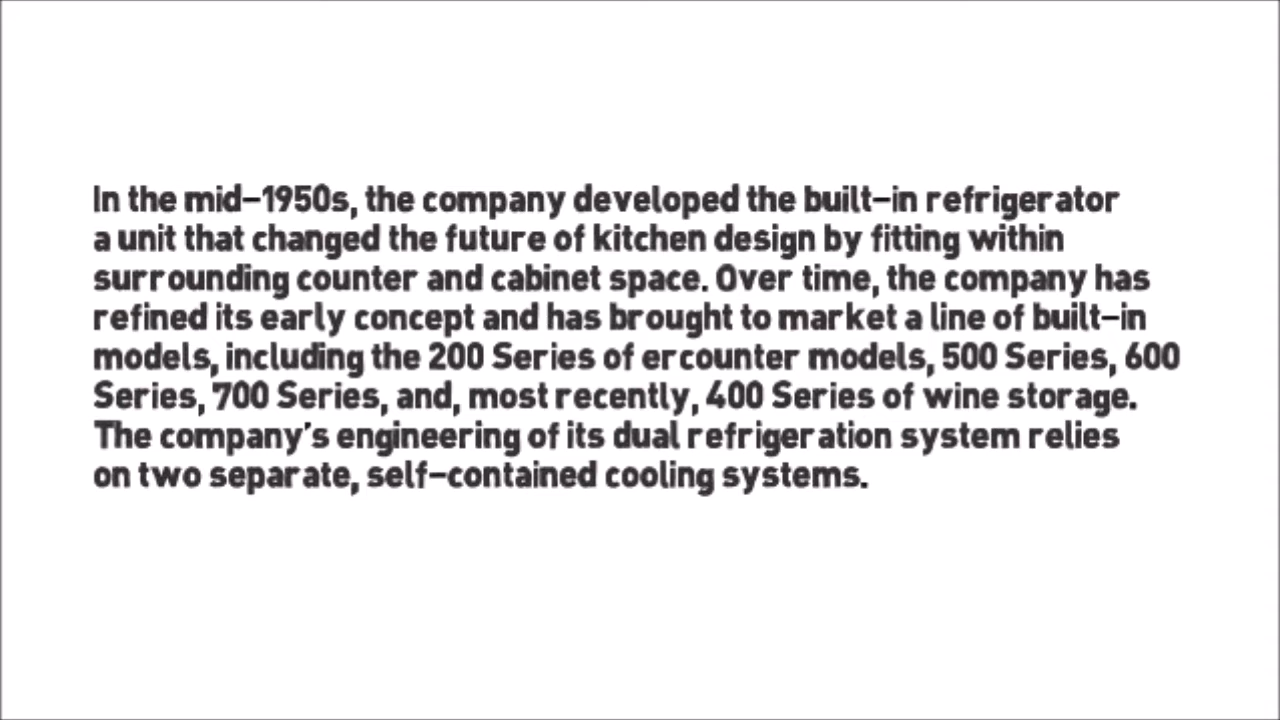 In the mid-1950s, the company developed the built-in refrigerator
a unit that changed the future of kitchen design by fitting within
surrounding counter and cabinet space. Over time, the company has
refined its early concept and has brought to market a line of built-in
models, including the 200 Series of ercounter models, 500 Series, 600
Series, 700 Series, and, most recently, 400 Series of wine storage.
The company's engineering of its dual refrigeration system relies
on two separate, self-contained cooling systems.